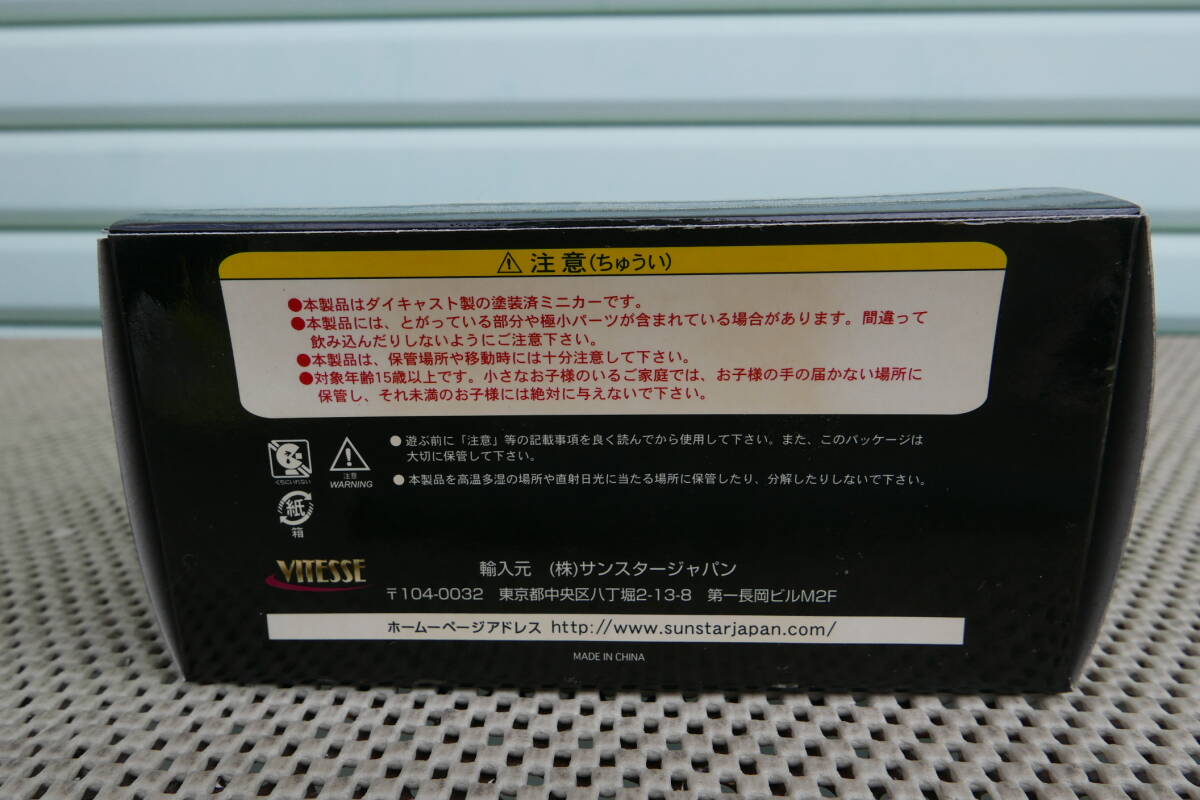 ⚠ 注意(ちゅうい)
●本製品はダイキャスト製の塗装済ミニカーです。
●本製品には、とがっている部分や極小パーツが含まれている場合があります。間違って
飲み込んだりしないようにご注意下さい。
●本製品は、保管場所や移動時には十分注意して下さい。
●対象年齢15歳以上です。小さなお子様のいるご家庭では、お子様の手の届かない場所に
保管し、それ未満のお子様には絶対に与えないで下さい。
●遊ぶ前に「注意」等の記載事項を良く読んでから使用して下さい。また、このパッケージは
大切に保管して下さい。
●本製品を高温多湿の場所や直射日光に当たる場所に保管したり、分解したりしないで下さい。
くちにいれない
注意
WARNING
紙
箱
VITESSE
輸入元 (株)サンスタージャパン
〒104-0032 東京都中央区八丁堀2-13-8 第一長岡ビルM2F
ホームーページアドレス http://www.sunstarjapan.com/
MADE IN CHINA